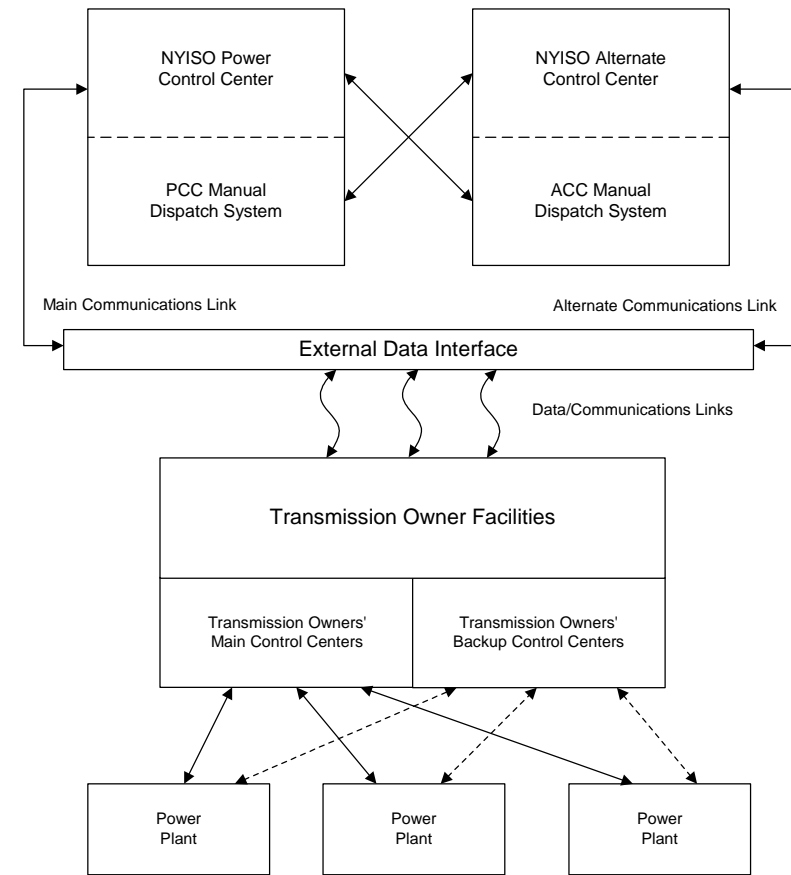 NYISO Power
Control Center
NYISO Alternate
Control Center
PCC Manual
Dispatch System
ACC Manual
Dispatch System
Main Communications Link
Alternate Communications Link
External Data Interface
Data/Communications Links
Transmission Owner Facilities
Transmission Owners'
Main Control Centers
Transmission Owners'
Backup Control Centers
Power
Plant
Power
Plant
Power
Plant